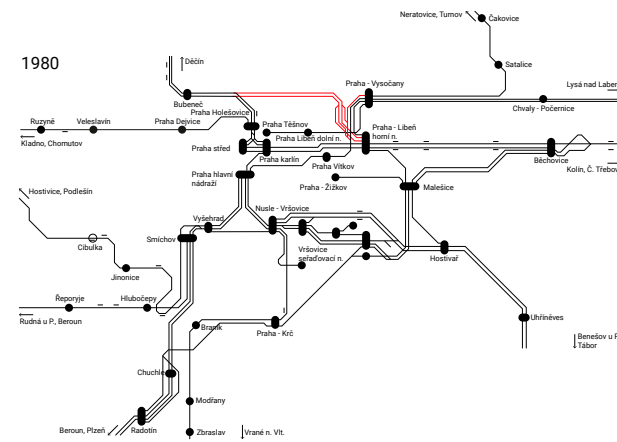 Neratovice, Turnov
Čakovice
1980
Děčín
Satalice
Praha - Vysočany
Lysá nad Labem
Bubeneč
Chvaly - Počernice
Praha Holešovice
Ruzyně
Veleslavín
Praha Dejvice
Praha Těšnov
Praha - Libeň
horní n.
Praha Libeň dolní n.
Kladno, Chomutov
Praha střed
Praha karlín
Praha Vítkov
Běchovice
Kolín, Č. Třebov
Praha hlavní
nádraží
Praha - Žižkov
Malešice
Hostivice, Podlešín
Nusle - Vršovice
Vyšehrad
Smíchov
Cibulka
Vršovice
seřaďovací n.
Hostivař
Jinonice
Řeporyje
Hlubočepy
Rudná u P., Beroun
Uhříněves
Braník
Praha - Krč
Benešov u P
Tábor
Chuchle
Modřany
Beroun, Plzeň
Radotín
Zbraslav
Vrané n. Vlt.